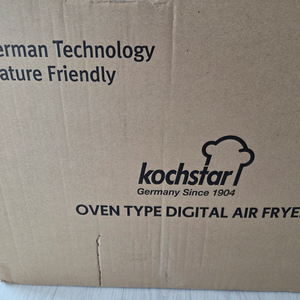 erman Technology
ature Friendly
kochstar
Germany Since 1904
OVEN TYPE DIGITAL AIR FRYE